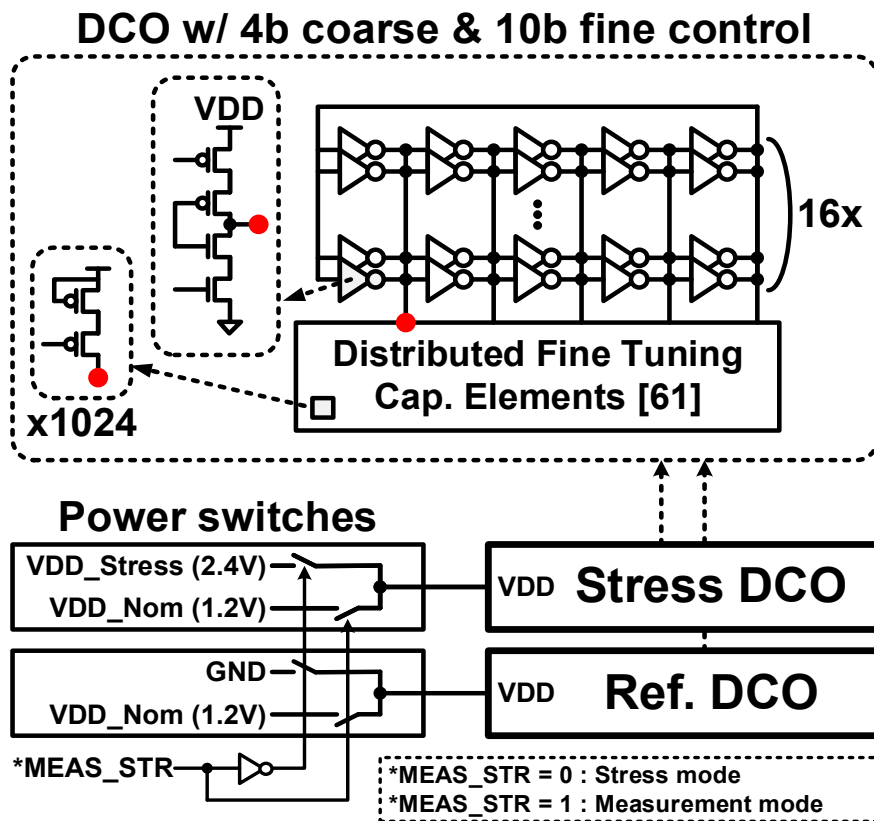 DCO w/ 4b coarse & 10b fine control
VDD
16x
x1024
Distributed Fine Tuning
Cap. Elements [61]
Power switches
VDD_Stress (2.4V)
VDD_Nom (1.2V)
VDD
Stress DCO
GND
VDD_Nom (1.2V)
VDD
Ref. DCO
*MEAS_STR
*MEAS_STR = 0 : Stress mode
*MEAS_STR = 1 : Measurement mode